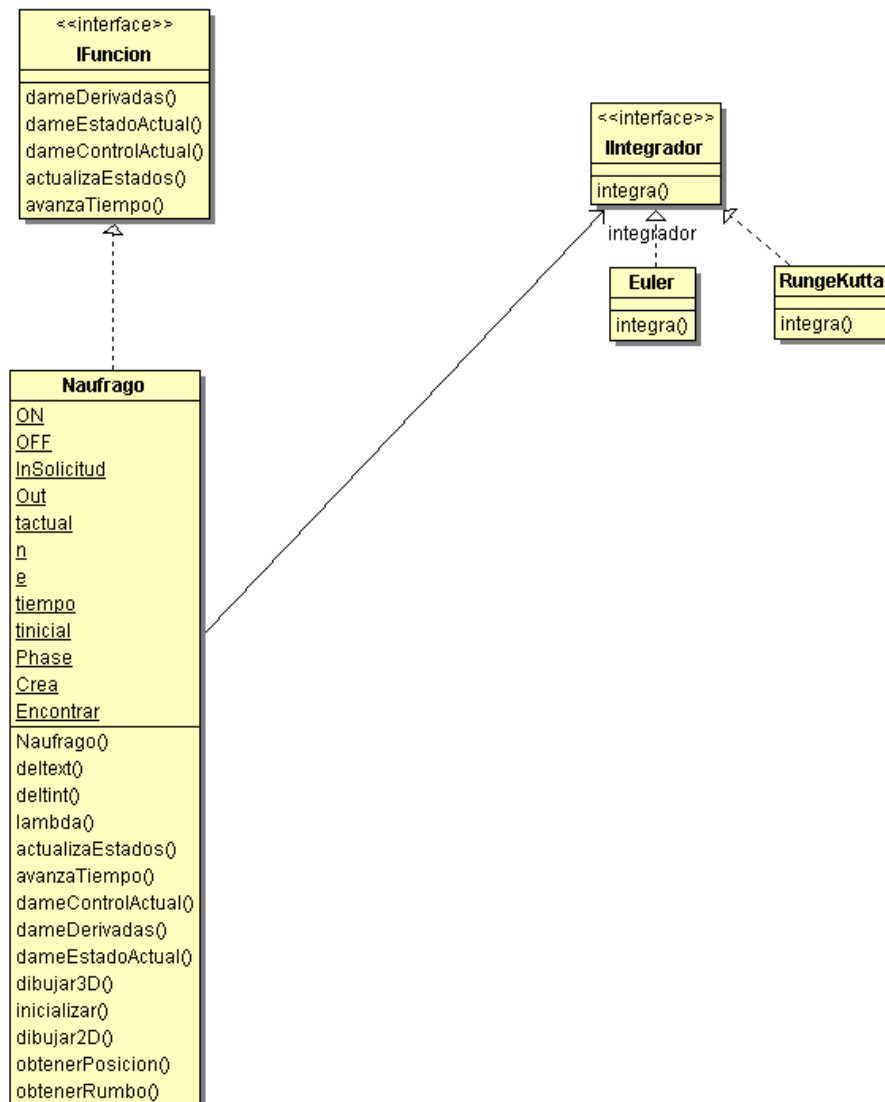 <<interface>>
IFuncion
dameDerivadas()
dameEstadoActual()
dameControlActual()
actualizaEstados()
avanzaTiempo()
<<interface>>
IIntegrador
integra()
integrador
Euler
integra()
RungeKutta
integra()
Naufrago
ON
OFF
InSolicitud
Out
tactual
n
e
tiempo
tinicial
Phase
Crea
Encontrar
Naufrago()
deltext()
deltint()
lambda()
actualizaEstados()
avanzaTiempo()
dameControlActual()
dameDerivadas()
dameEstadoActual()
dibujar3D()
inicializar()
dibujar2D()
obtenerPosicion()
obtenerRumbo()